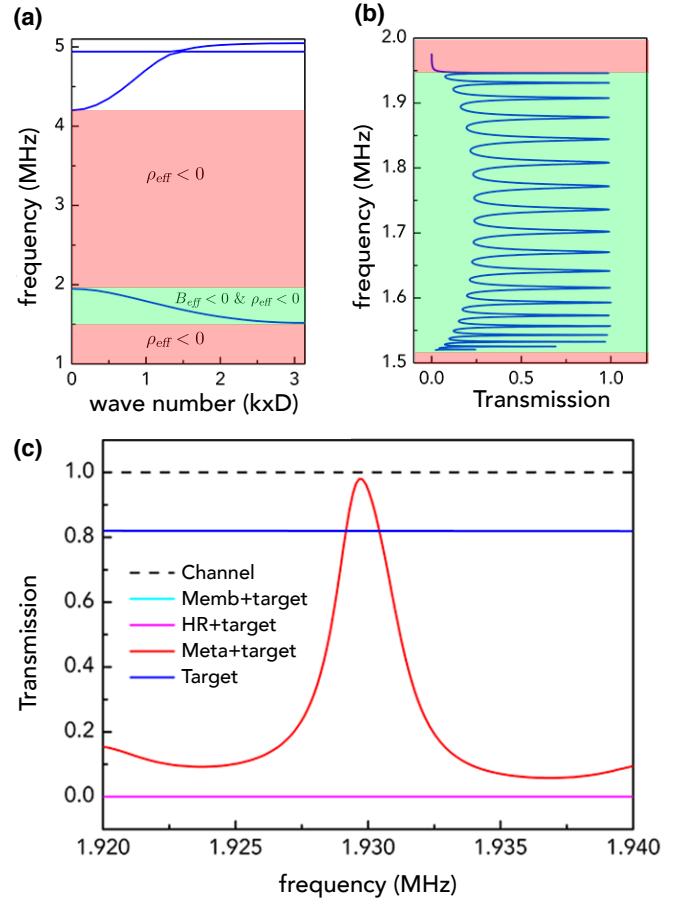 (a)
5
4
3
2
1
frequency (MHz)
ρeff < 0
Beff < 0 & ρeff < 0
ρeff < 0
0
1
2
3
wave number (kxD)
(b)
2.0
1.9
1.8
1.7
1.6
1.5
frequency (MHz)
0.0
0.5
1.0
Transmission
(c)
1.0
0.8
0.6
0.4
0.2
0.0
Transmission
Channel
Memb+target
HR+target
Meta+target
Target
1.920
1.925
1.930
1.935
1.940
frequency (MHz)